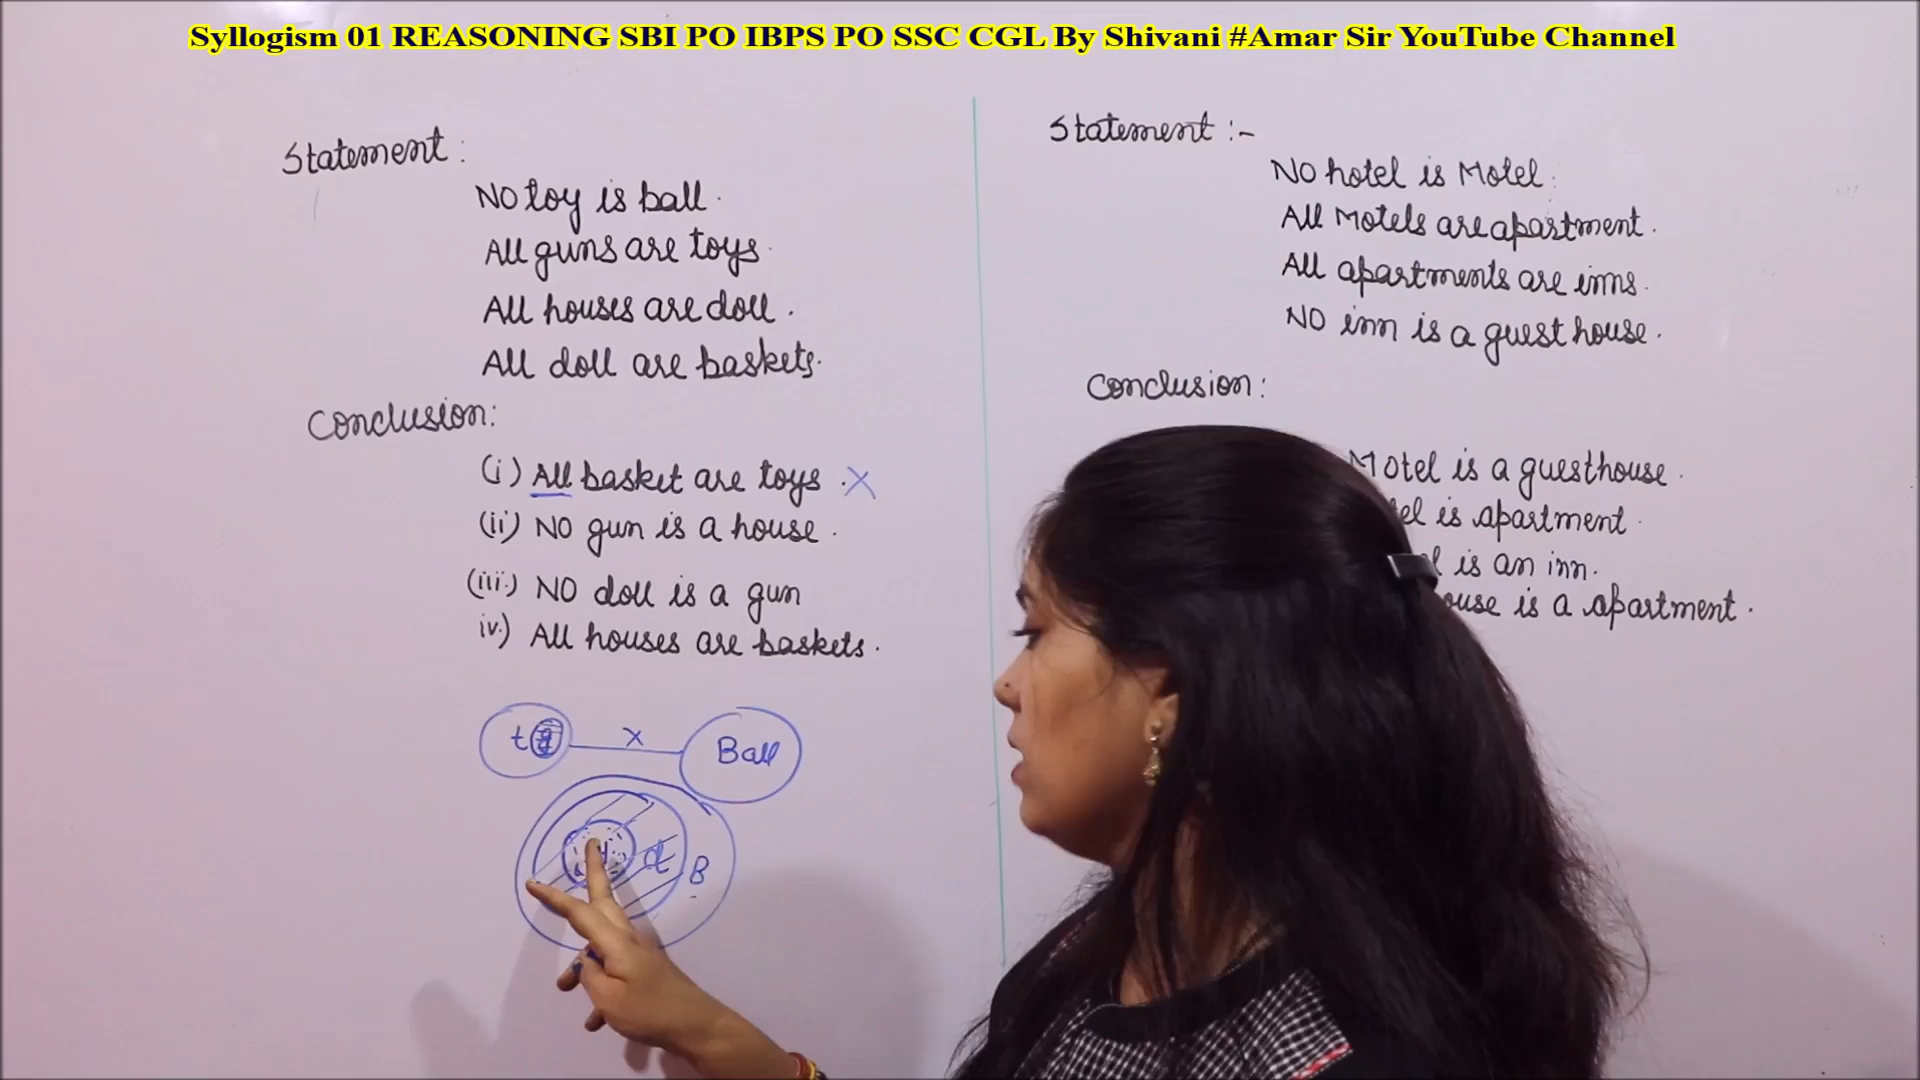 Syllogism 01 REASONING SBI PO IBPS PO SSC CGL By Shivani #Amar Sir YouTube Channel
Statement :
NO toy is ball.
All guns are toys.
All houses are doll.
All doll are baskets.
Conclusion:
(i) All basket are toys . X
(ii) NO gun is a house.
(iii.) NO doll is a gun
iv.) All houses are baskets.
t g X Ball
d B
Statement :-
NO hotel is Motel.
All Motels are apartment.
All apartments are inns.
NO inn is a guest house.
Conclusion:
Motel is a guesthouse.
is apartment.
is an inn.
is a apartment.